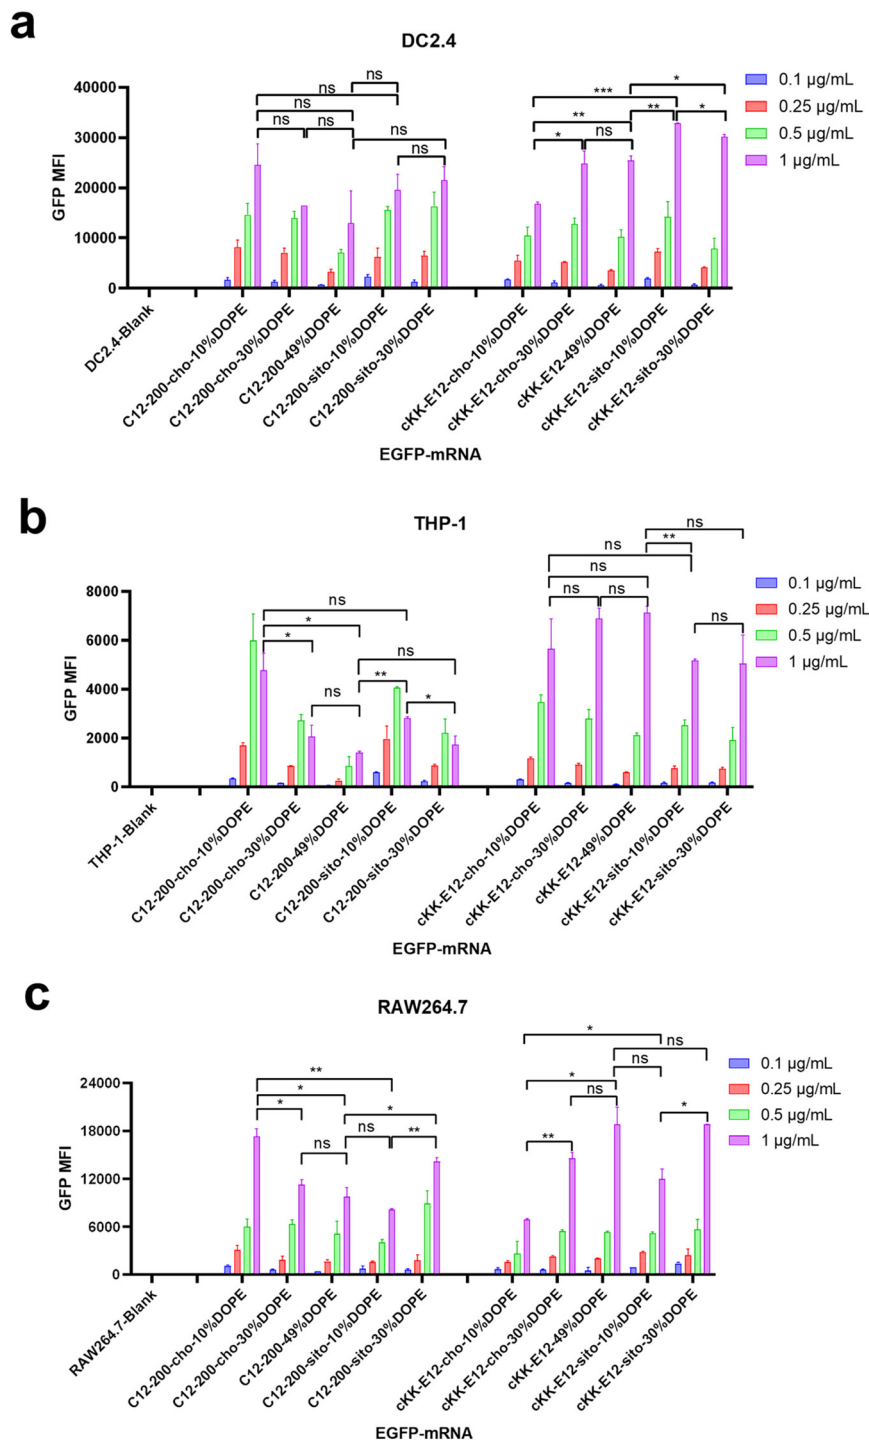 a
DC2.4
GFP MFI
40000
30000
20000
10000
0
ns
ns
ns
ns
ns
ns
ns
***
**
*
ns
*
**
*
0.1 µg/mL
0.25 µg/mL
0.5 µg/mL
1 µg/mL
DC2.4-Blank
C12-200-cho-10%DOPE
C12-200-cho-30%DOPE
C12-200-49%DOPE
C12-200-sito-10%DOPE
C12-200-sito-30%DOPE
cKK-E12-cho-10%DOPE
cKK-E12-cho-30%DOPE
cKK-E12-49%DOPE
cKK-E12-sito-10%DOPE
cKK-E12-sito-30%DOPE
EGFP-mRNA
b
THP-1
GFP MFI
8000
6000
4000
2000
0
ns
*
*
ns
ns
**
*
ns
**
ns
ns
ns
ns
ns
0.1 µg/mL
0.25 µg/mL
0.5 µg/mL
1 µg/mL
THP-1-Blank
C12-200-cho-10%DOPE
C12-200-cho-30%DOPE
C12-200-49%DOPE
C12-200-sito-10%DOPE
C12-200-sito-30%DOPE
cKK-E12-cho-10%DOPE
cKK-E12-cho-30%DOPE
cKK-E12-49%DOPE
cKK-E12-sito-10%DOPE
cKK-E12-sito-30%DOPE
EGFP-mRNA
c
RAW264.7
GFP MFI
24000
18000
12000
6000
0
**
*
*
ns
*
ns
**
*
ns
ns
*
ns
**
*
0.1 µg/mL
0.25 µg/mL
0.5 µg/mL
1 µg/mL
RAW264.7-Blank
C12-200-cho-10%DOPE
C12-200-cho-30%DOPE
C12-200-49%DOPE
C12-200-sito-10%DOPE
C12-200-sito-30%DOPE
cKK-E12-cho-10%DOPE
cKK-E12-cho-30%DOPE
cKK-E12-49%DOPE
cKK-E12-sito-10%DOPE
cKK-E12-sito-30%DOPE
EGFP-mRNA